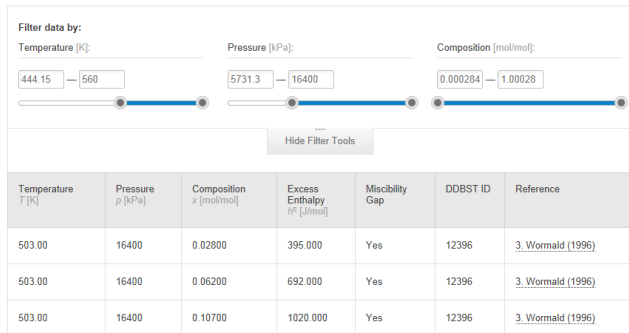 Filter data by:
Temperature [K]: Pressure [kPa]: Composition [mol/mol]:
444.15 — 560 5731.3 — 16400 0.000284 — 1.00028
Hide Filter Tools
Temperature Pressure Composition Excess Miscibility DDBST ID Reference
T [K] p [kPa] x [mol/mol] Enthalpy Gap
hᴱ [J/mol]
503.00 16400 0.02800 395.000 Yes 12396 3. Wormald (1996)
503.00 16400 0.06200 692.000 Yes 12396 3. Wormald (1996)
503.00 16400 0.10700 1020.000 Yes 12396 3. Wormald (1996)